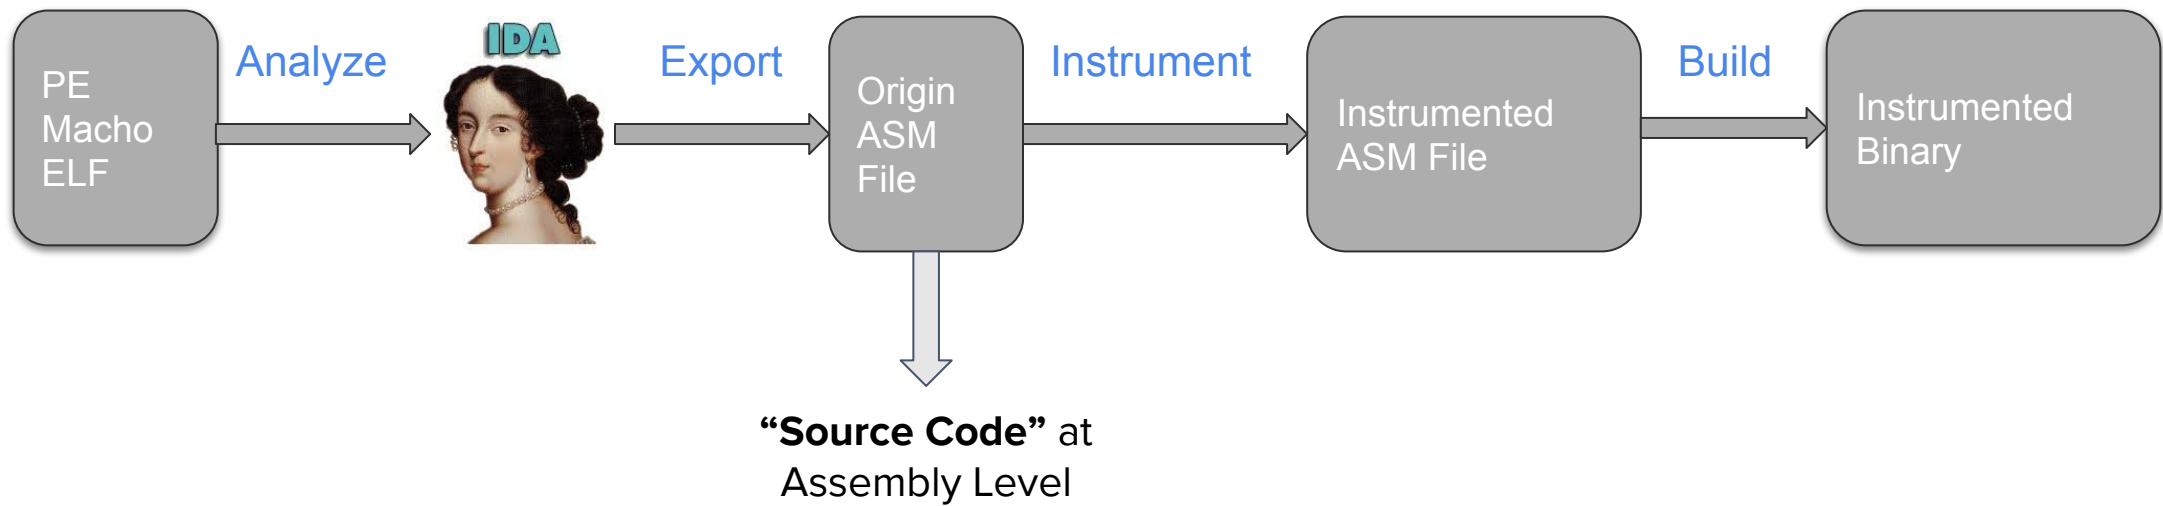 PE
Macho
ELF
Analyze
IDA
Export
Origin
ASM
File
Instrument
Instrumented
ASM File
Build
Instrumented
Binary
“Source Code” at
Assembly Level